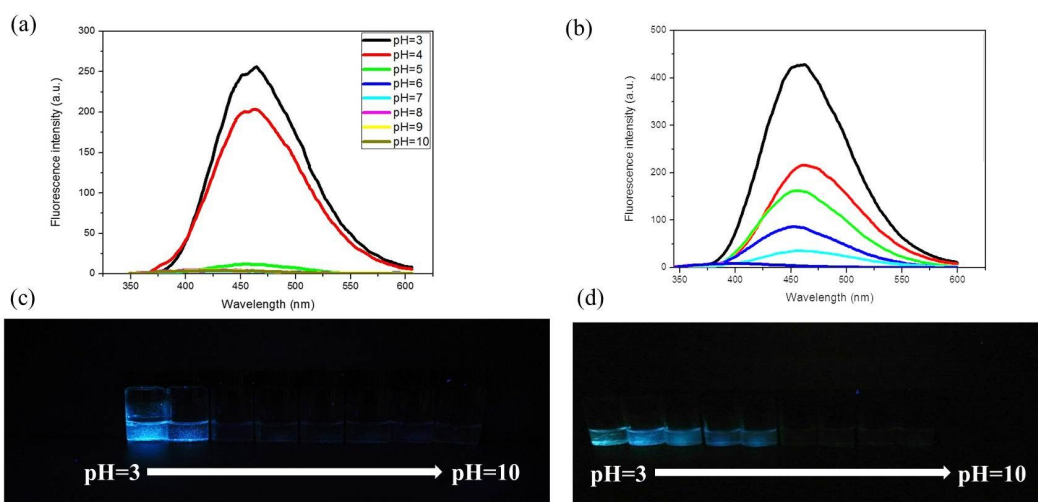 (a)
300
250
200
150
100
50
0
Fluorescence intensity (a.u.)
350 400 450 500 550 600
Wavelength (nm)
pH=3
pH=4
pH=5
pH=6
pH=7
pH=8
pH=9
pH=10
(b)
500
400
300
200
100
0
Fluorescence intensity (a.u.)
350 400 450 500 550 600
Wavelength (nm)
(c)
pH=3 pH=10
(d)
pH=3 pH=10